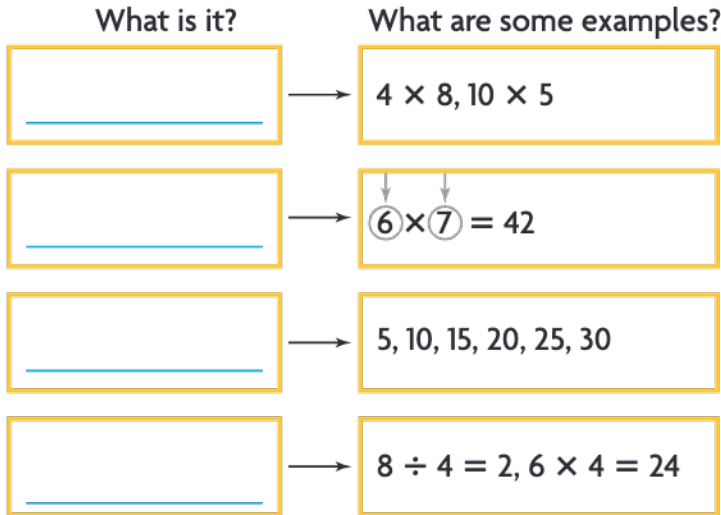 What is it? What are some examples?
4 × 8, 10 × 5
6 × 7 = 42
5, 10, 15, 20, 25, 30
8 ÷ 4 = 2, 6 × 4 = 24